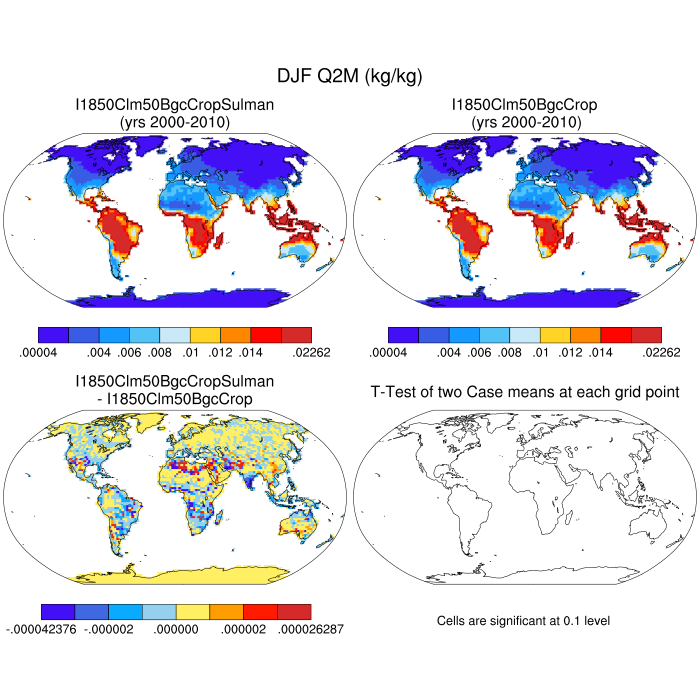 DJF Q2M (kg/kg)
I1850Clm50BgcCropSulman
(yrs 2000-2010)
I1850Clm50BgcCrop
(yrs 2000-2010)
.00004 .004 .006 .008 .01 .012 .014 .02262
.00004 .004 .006 .008 .01 .012 .014 .02262
I1850Clm50BgcCropSulman
- I1850Clm50BgcCrop
T-Test of two Case means at each grid point
-.000042376 -.000002 .000000 .000002 .000026287
Cells are significant at 0.1 level